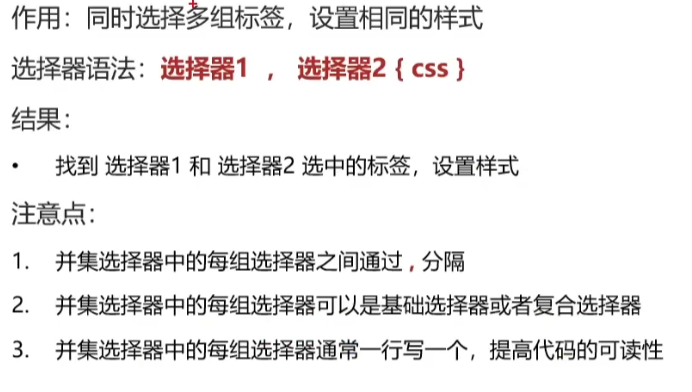 作用：同时选择多组标签，设置相同的样式
选择器语法：选择器1 ， 选择器2 { css }
结果：
• 找到 选择器1 和 选择器2 选中的标签，设置样式
注意点：
1. 并集选择器中的每组选择器之间通过 , 分隔
2. 并集选择器中的每组选择器可以是基础选择器或者复合选择器
3. 并集选择器中的每组选择器通常一行写一个，提高代码的可读性